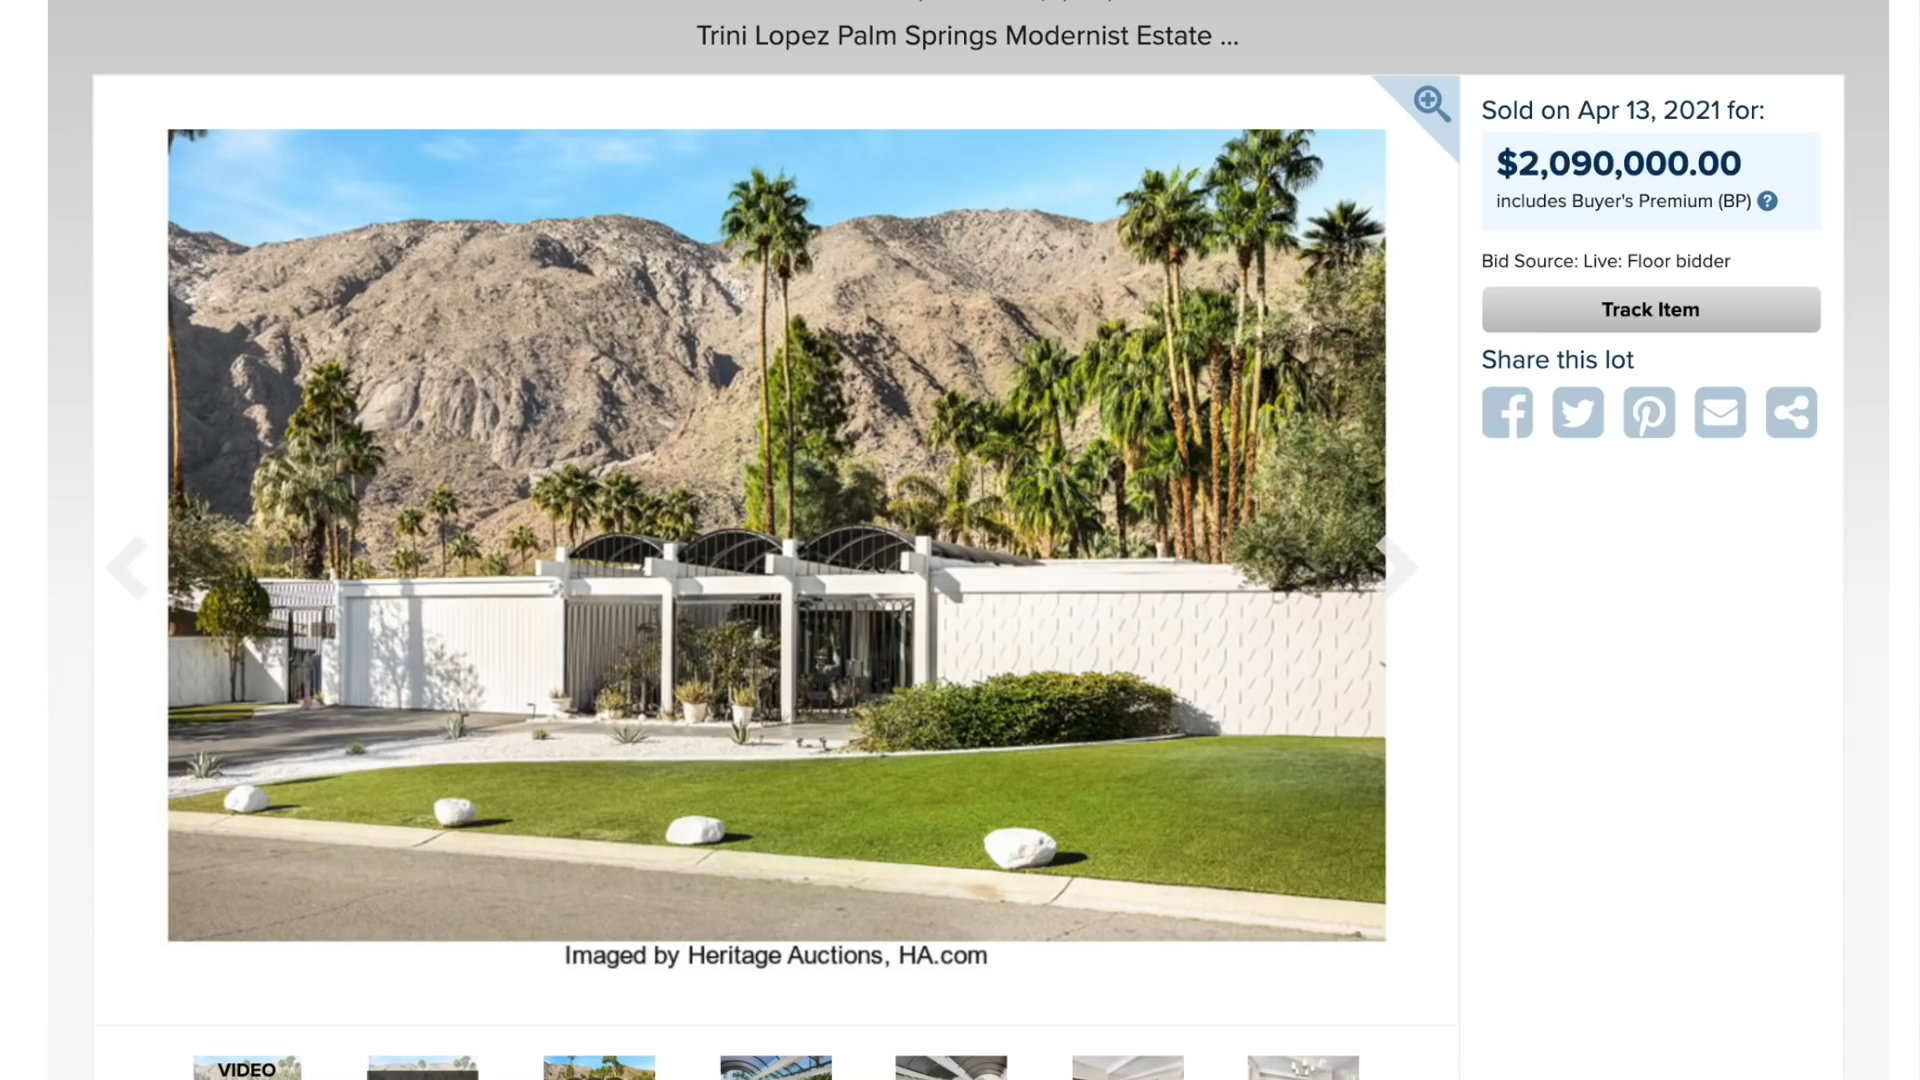 Trini Lopez Palm Springs Modernist Estate ...
Sold on Apr 13, 2021 for:
$2,090,000.00
includes Buyer's Premium (BP) ?
Bid Source: Live: Floor bidder
Track Item
Share this lot
Imaged by Heritage Auctions, HA.com
VIDEO